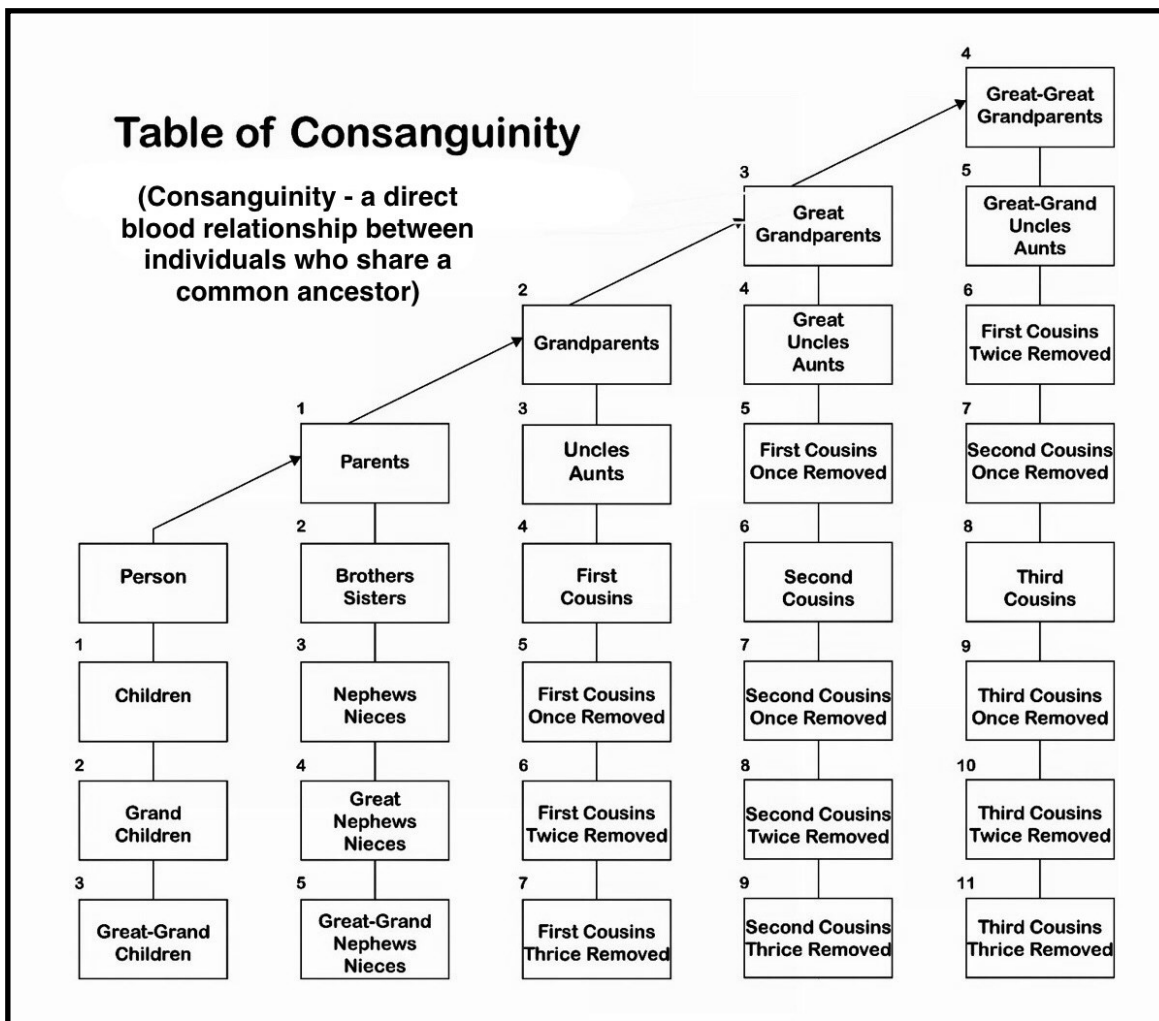 Table of Consanguinity
(Consanguinity - a direct
blood relationship between
individuals who share a
common ancestor)
Person
1
Children
2
Grand
Children
3
Great-Grand
Children
1
Parents
2
Brothers
Sisters
3
Nephews
Nieces
4
Great
Nephews
Nieces
5
Great-Grand
Nephews
Nieces
2
Grandparents
3
Uncles
Aunts
4
First
Cousins
5
First Cousins
Once Removed
6
First Cousins
Twice Removed
7
First Cousins
Thrice Removed
3
Great
Grandparents
4
Great
Uncles
Aunts
5
First Cousins
Once Removed
6
Second
Cousins
7
Second Cousins
Once Removed
8
Second Cousins
Twice Removed
9
Second Cousins
Thrice Removed
4
Great-Great
Grandparents
5
Great-Grand
Uncles
Aunts
6
First Cousins
Twice Removed
7
Second Cousins
Once Removed
8
Third
Cousins
9
Third Cousins
Once Removed
10
Third Cousins
Twice Removed
11
Third Cousins
Thrice Removed